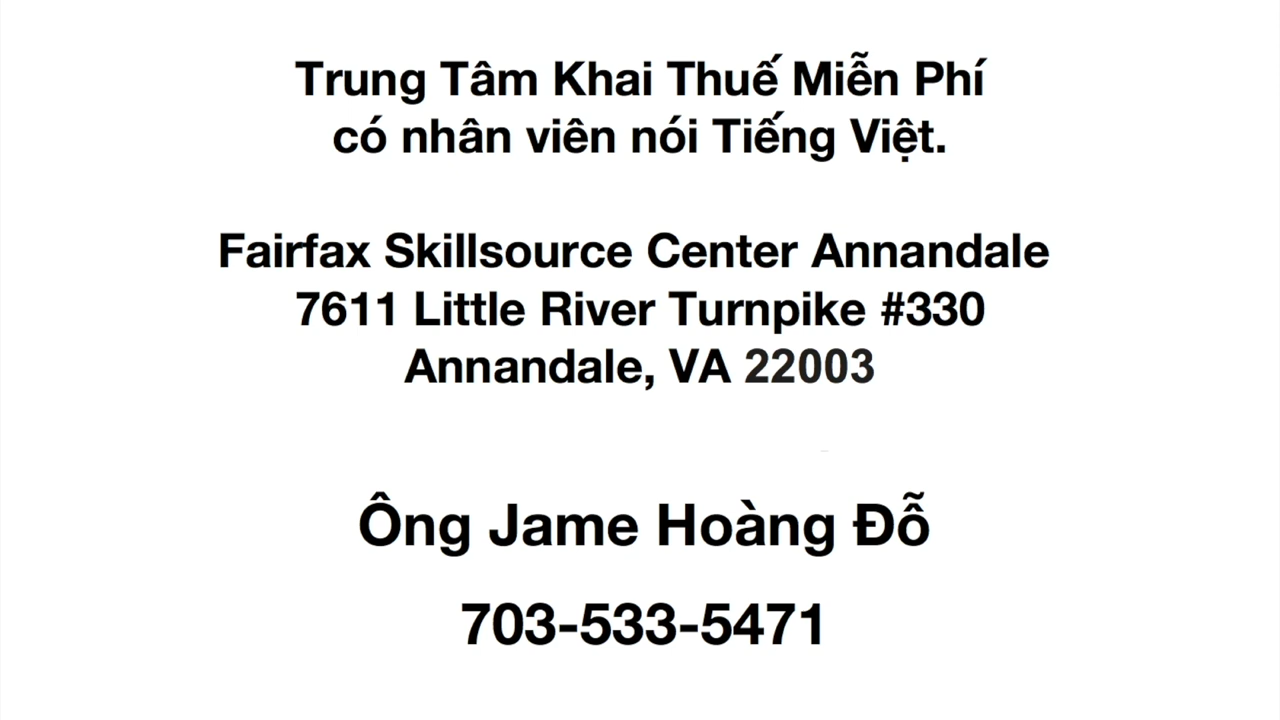 Trung Tâm Khai Thuế Miễn Phí
có nhân viên nói Tiếng Việt.
Fairfax Skillsource Center Annandale
7611 Little River Turnpike #330
Annandale, VA 22003
Ông Jame Hoàng Đỗ
703-533-5471